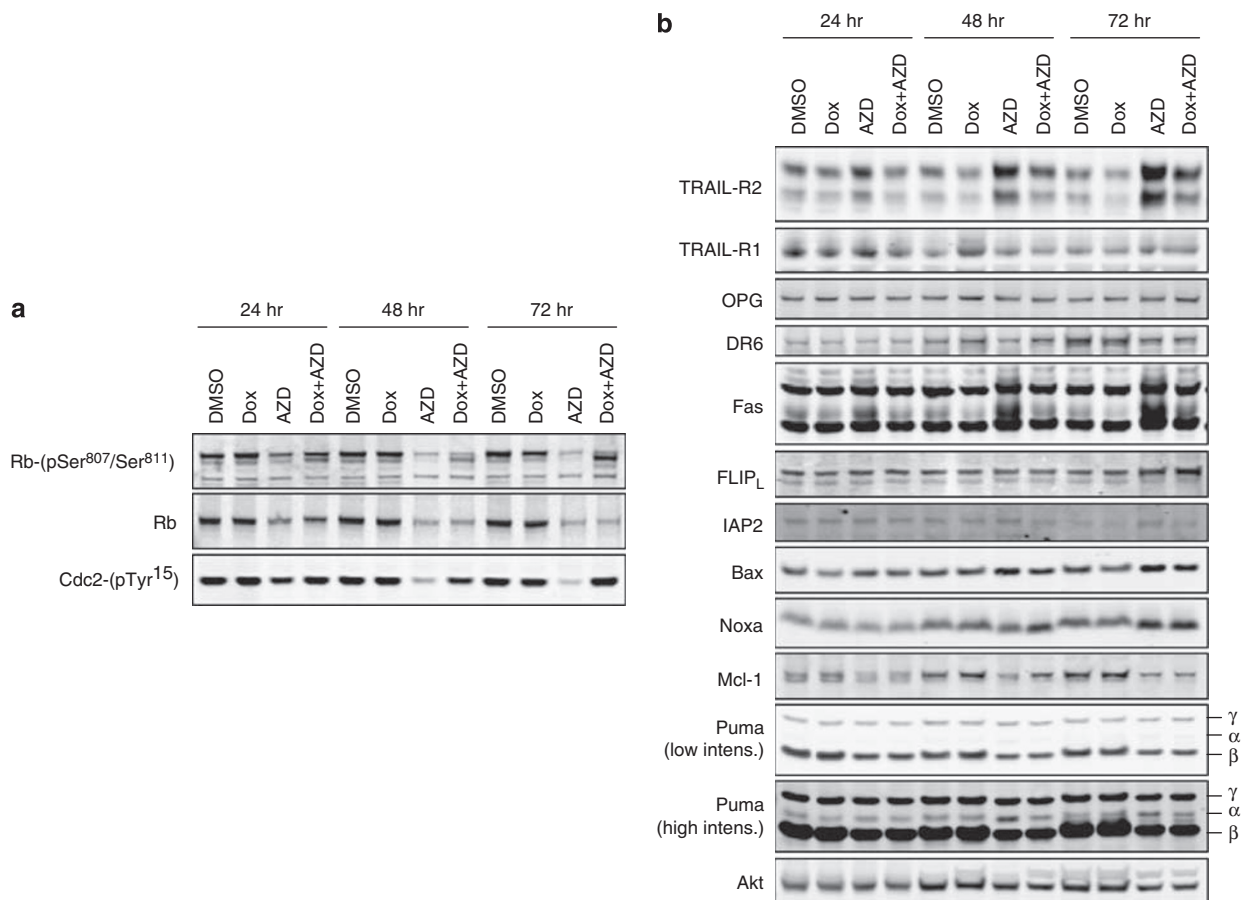 a
24 hr 48 hr 72 hr
DMSO Dox AZD Dox+AZD DMSO Dox AZD Dox+AZD DMSO Dox AZD Dox+AZD
Rb-(pSer807/Ser811)
Rb
Cdc2-(pTyr15)
b
24 hr 48 hr 72 hr
DMSO Dox AZD Dox+AZD DMSO Dox AZD Dox+AZD DMSO Dox AZD Dox+AZD
TRAIL-R2
TRAIL-R1
OPG
DR6
Fas
FLIPL
IAP2
Bax
Noxa
Mcl-1
Puma
(low intens.)
γ
α
β
Puma
(high intens.)
γ
α
β
Akt